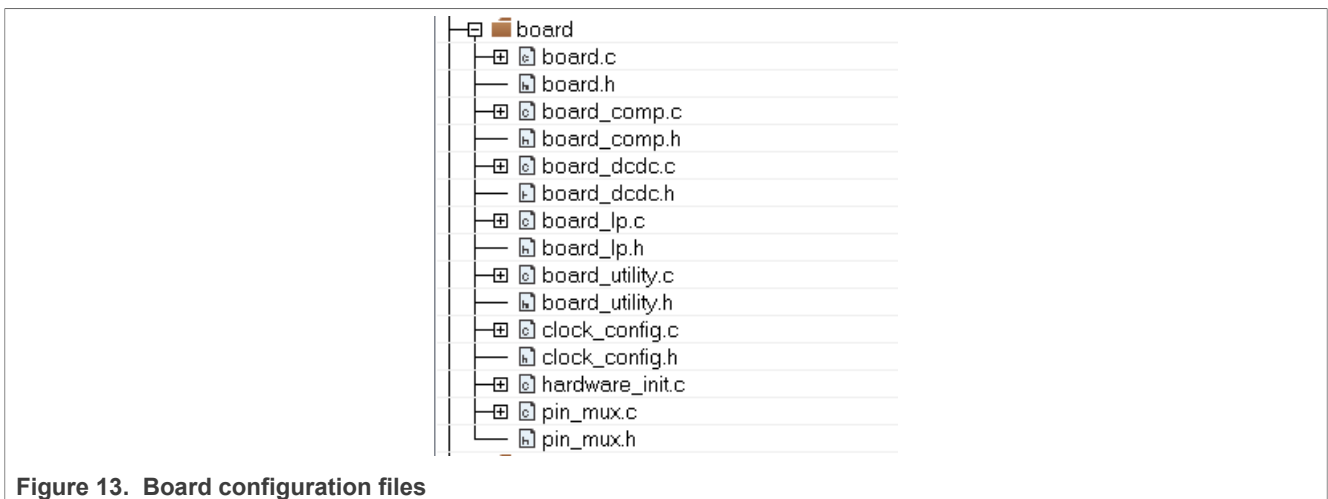 board
board.c
board.h
board_comp.c
board_comp.h
board_dcdc.c
board_dcdc.h
board_lp.c
board_lp.h
board_utility.c
board_utility.h
clock_config.c
clock_config.h
hardware_init.c
pin_mux.c
pin_mux.h
Figure 13. Board configuration files